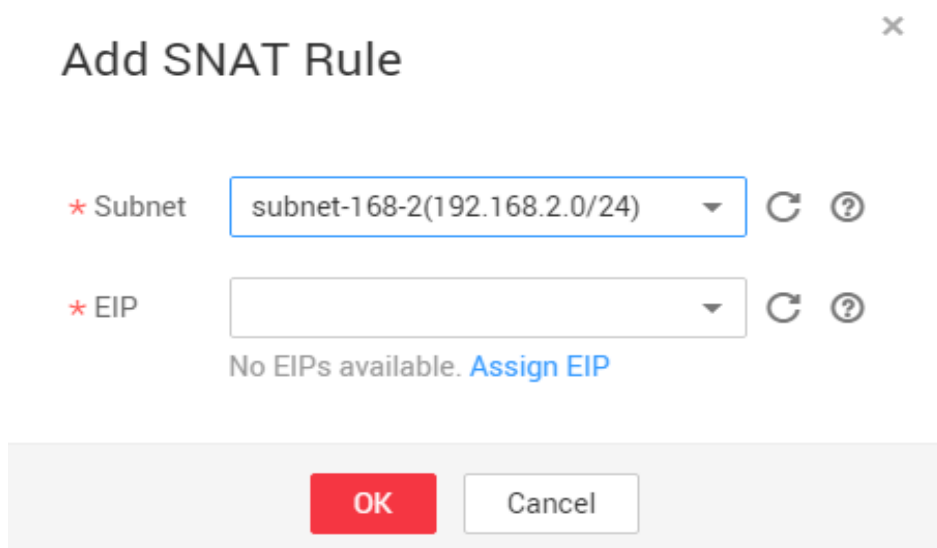 Add SNAT Rule
* Subnet subnet-168-2(192.168.2.0/24)
* EIP
No EIPs available. Assign EIP
OK Cancel